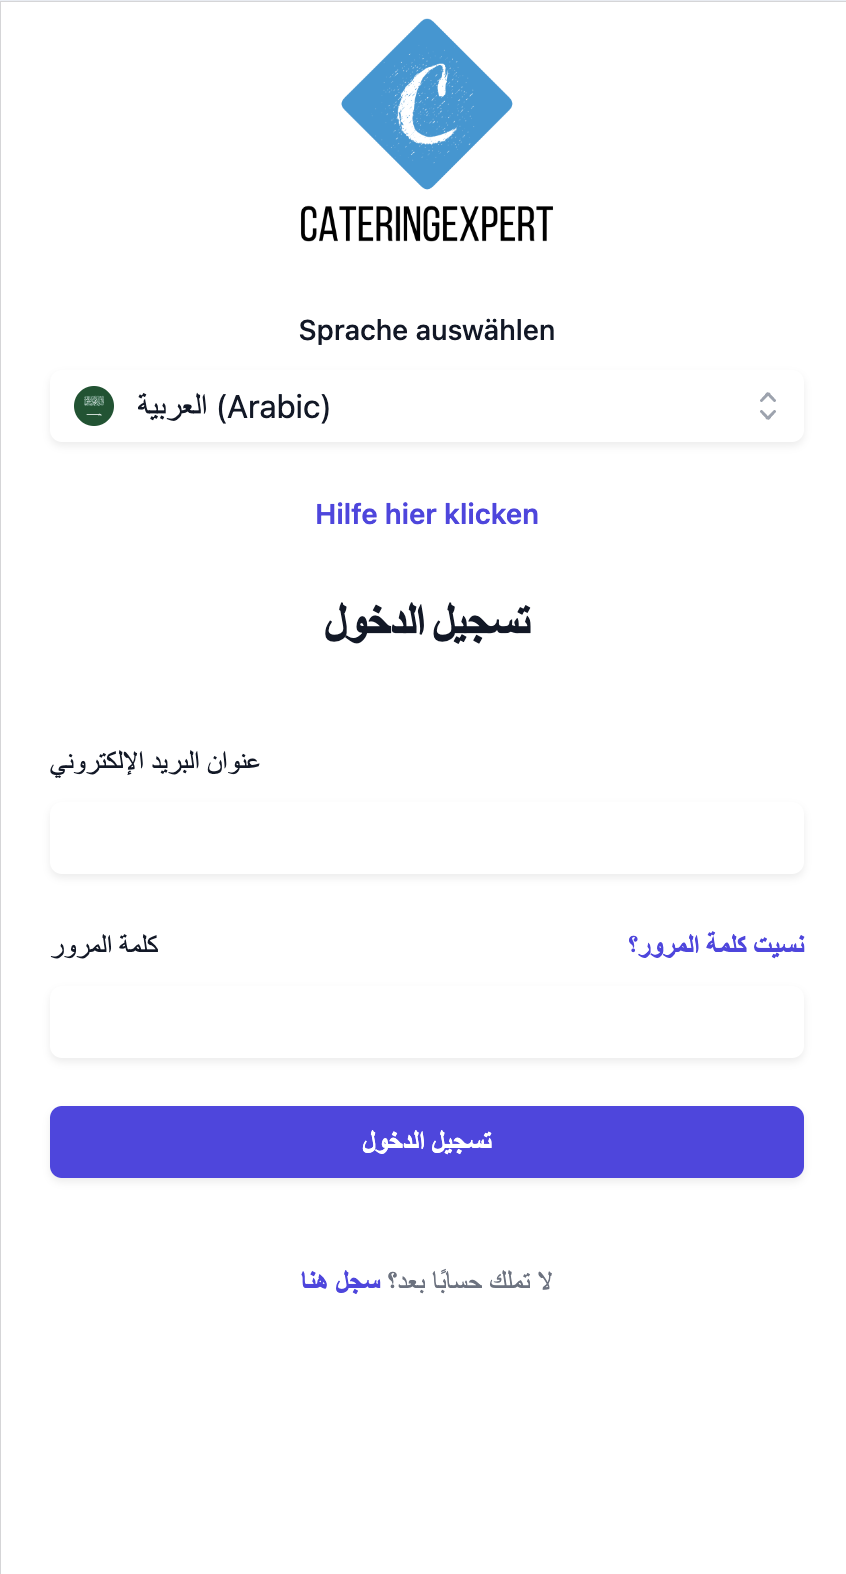 C
CATERINGEXPERT
Sprache auswählen
العربية (Arabic)
Hilfe hier klicken
تسجيل الدخول
عنوان البريد الإلكتروني
كلمة المرور
نسيت كلمة المرور؟
تسجيل الدخول
لا تملك حسابًا بعد؟ سجل هنا